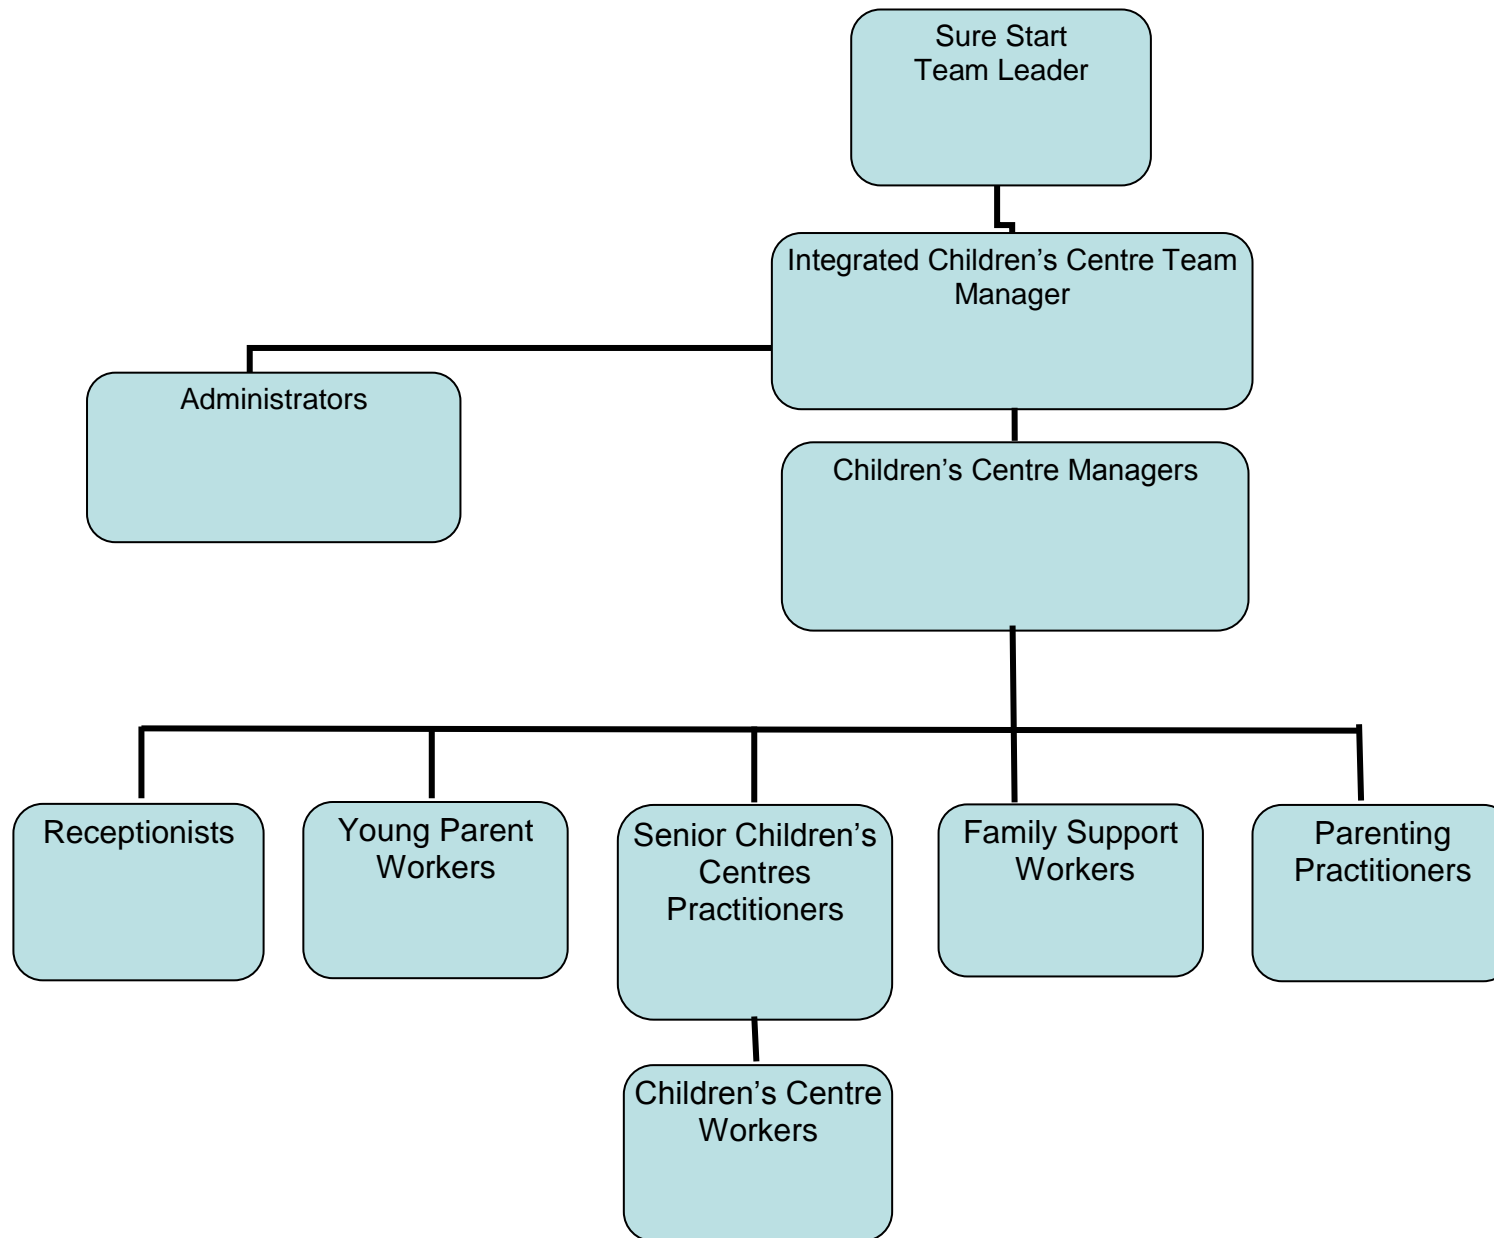 Sure Start
Team Leader
Integrated Children’s Centre Team
Manager
Administrators
Children’s Centre Managers
Receptionists
Young Parent
Workers
Senior Children’s
Centres
Practitioners
Family Support
Workers
Parenting
Practitioners
Children’s Centre
Workers